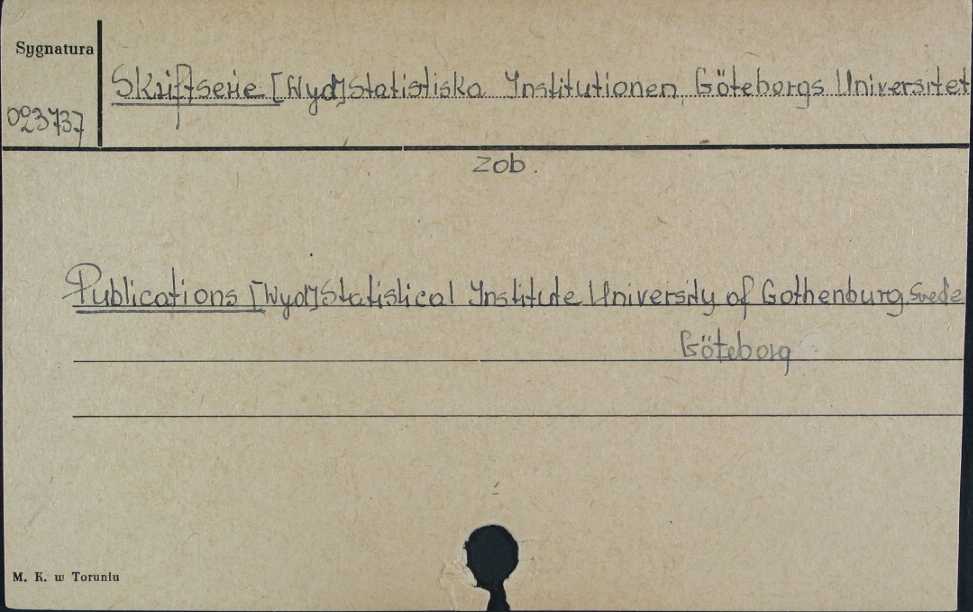 Sygnatura
Skriftserie [Wyd] Statistiska Institutionen, Göteborgs Universitet
023737
zob.
Publications [Wyd] Statistical Institute University of Gothenburg Swede
Göteborg
M. K. w Toruniu